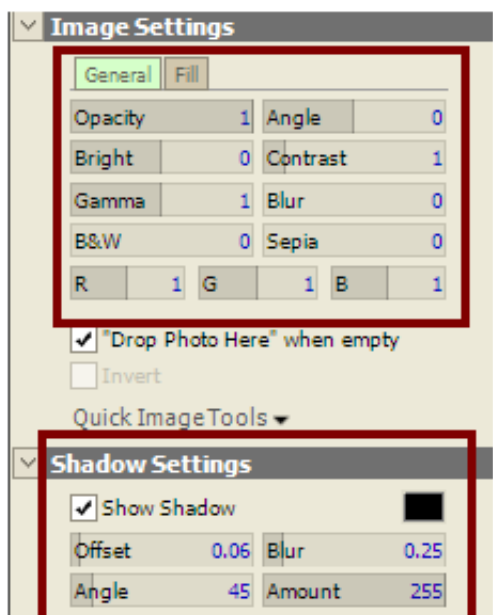 Image Settings
General Fill
Opacity 1 Angle 0
Bright 0 Contrast 1
Gamma 1 Blur 0
B&W 0 Sepia 0
R 1 G 1 B 1
"Drop Photo Here" when empty
Invert
Quick Image Tools
Shadow Settings
Show Shadow
Offset 0.06 Blur 0.25
Angle 45 Amount 255